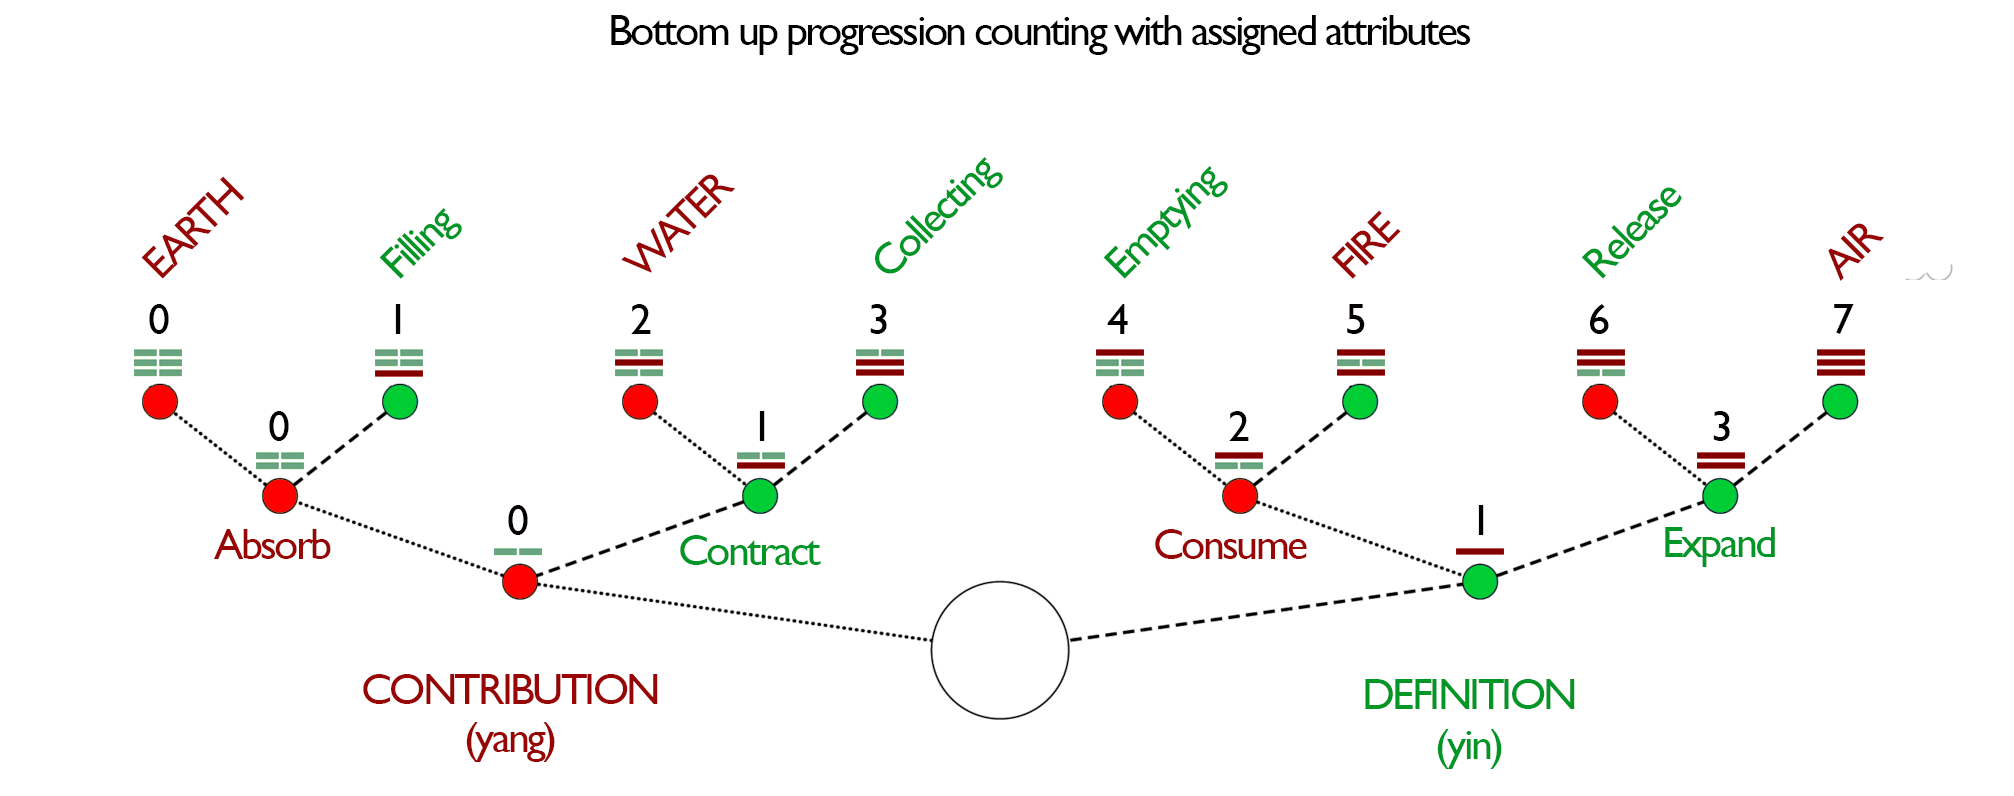 Bottom up progression counting with assigned attributes
EARTH Filling WATER Collecting Emptying FIRE Release AIR
0 1 2 3 4 5 6 7
0 1 2 3
Absorb Contract Consume Expand
0 1
CONTRIBUTION
(yang)
DEFINITION
(yin)